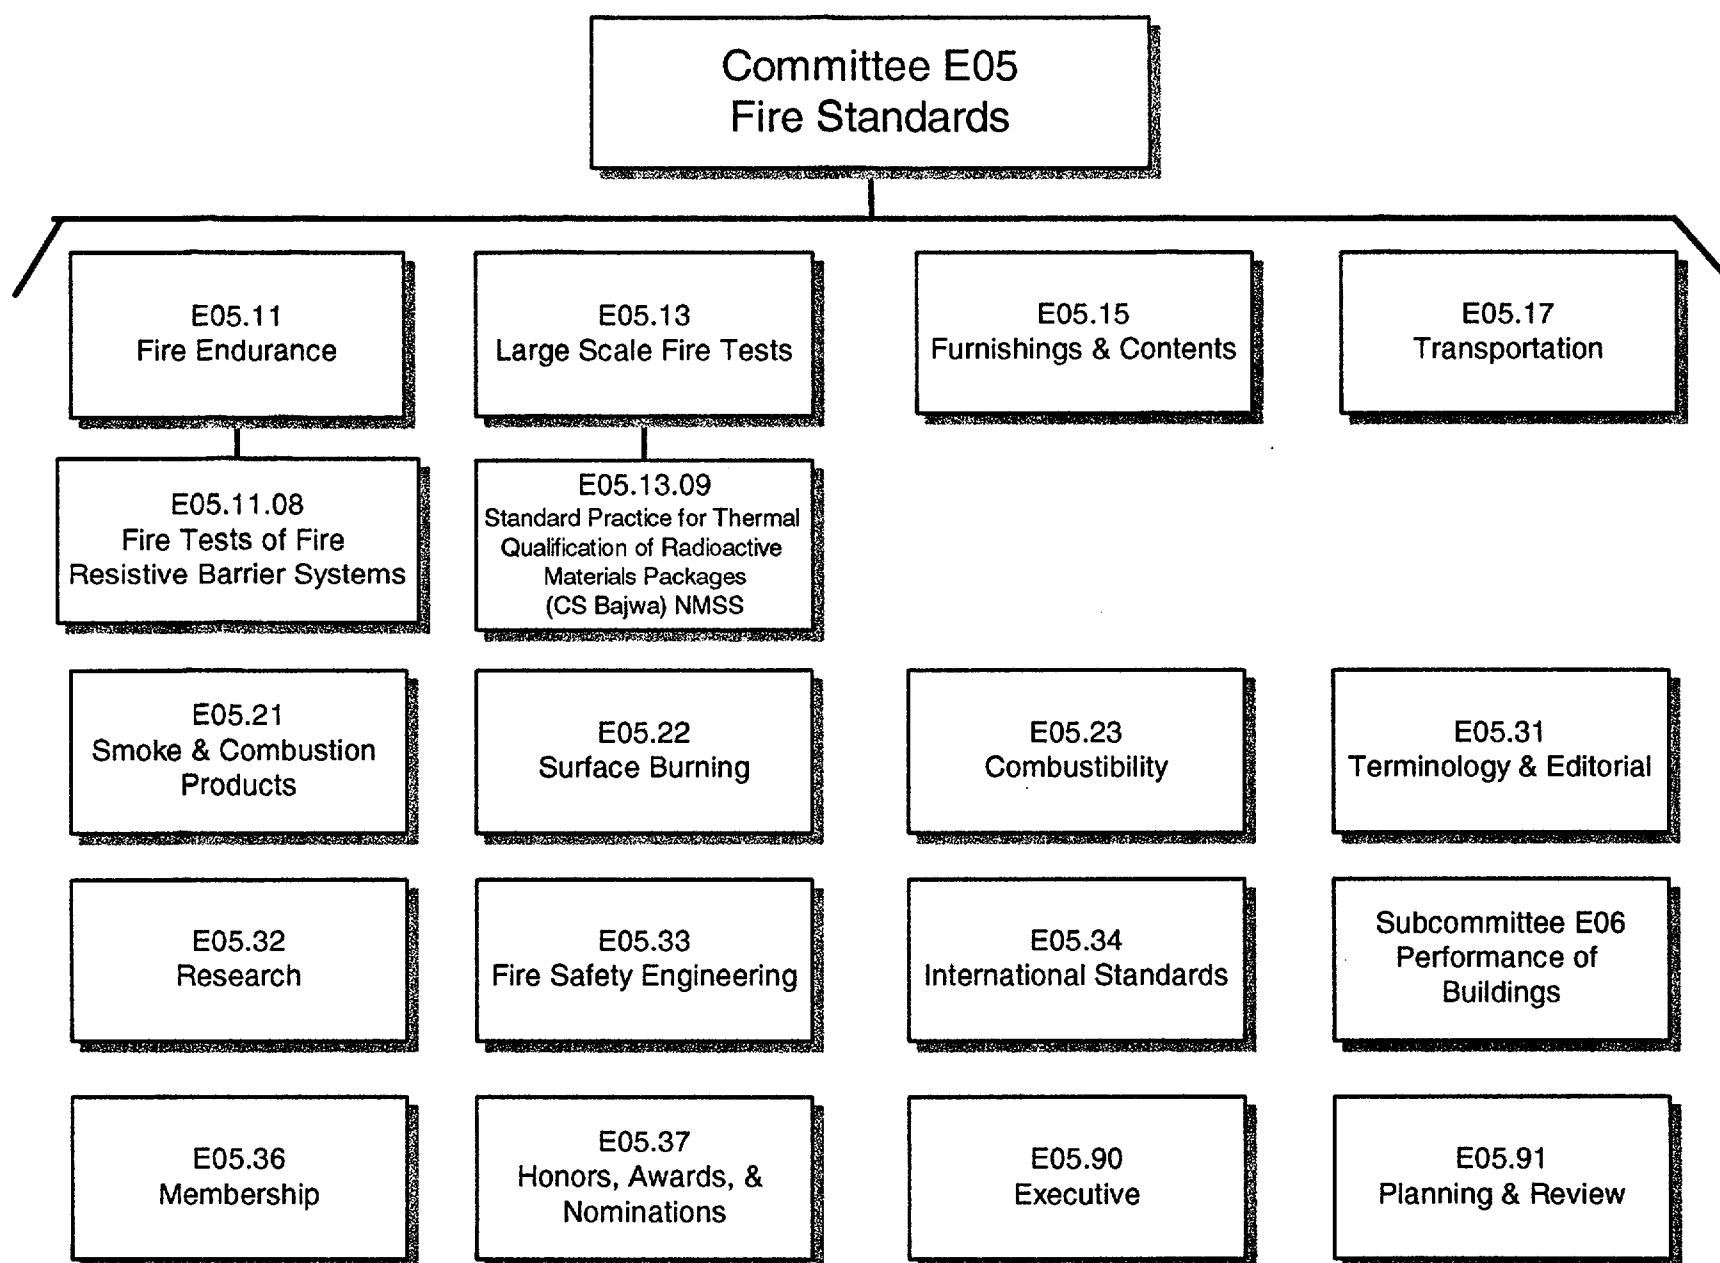 Committee E05
Fire Standards
E05.11
Fire Endurance
E05.13
Large Scale Fire Tests
E05.15
Furnishings & Contents
E05.17
Transportation
E05.11.08
Fire Tests of Fire
Resistive Barrier Systems
E05.13.09
Standard Practice for Thermal
Qualification of Radioactive
Materials Packages
(CS Bajwa) NMSS
E05.21
Smoke & Combustion
Products
E05.22
Surface Burning
E05.23
Combustibility
E05.31
Terminology & Editorial
E05.32
Research
E05.33
Fire Safety Engineering
E05.34
International Standards
Subcommittee E06
Performance of
Buildings
E05.36
Membership
E05.37
Honors, Awards, &
Nominations
E05.90
Executive
E05.91
Planning & Review